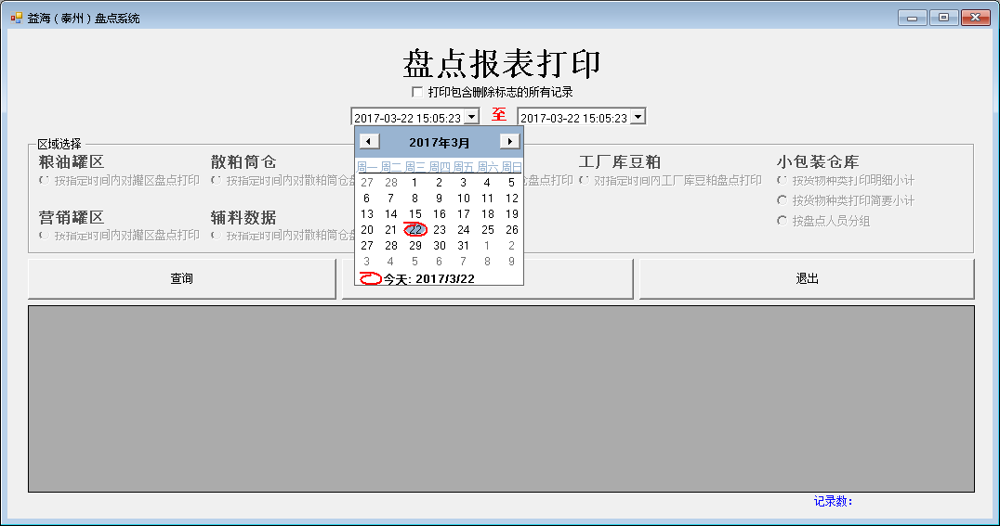 益海（泰州）盘点系统
盘点报表打印
打印包含删除标志的所有记录
2017-03-22 15:05:23 至 2017-03-22 15:05:23
2017年3月
周一 周二 周三 周四 周五 周六 周日
27 28 1 2 3 4 5
6 7 8 9 10 11 12
13 14 15 16 17 18 19
20 21 22 23 24 25 26
27 28 29 30 31 1 2
3 4 5 6 7 8 9
今天: 2017/3/22
区域选择
粮油罐区 散粕筒仓 工厂库豆粕 小包装仓库
按指定时间内对罐区盘点打印 按指定时间内对散粕筒仓盘 仓盘点打印 对指定时间内工厂库豆粕盘点打印 按货物种类打印明细小计
按货物种类打印简要小计
营销罐区 辅料数据
按盘点人员分组
按指定时间内对罐区盘点打印 按指定时间内对散粕筒仓盘
查询 退出
记录数：